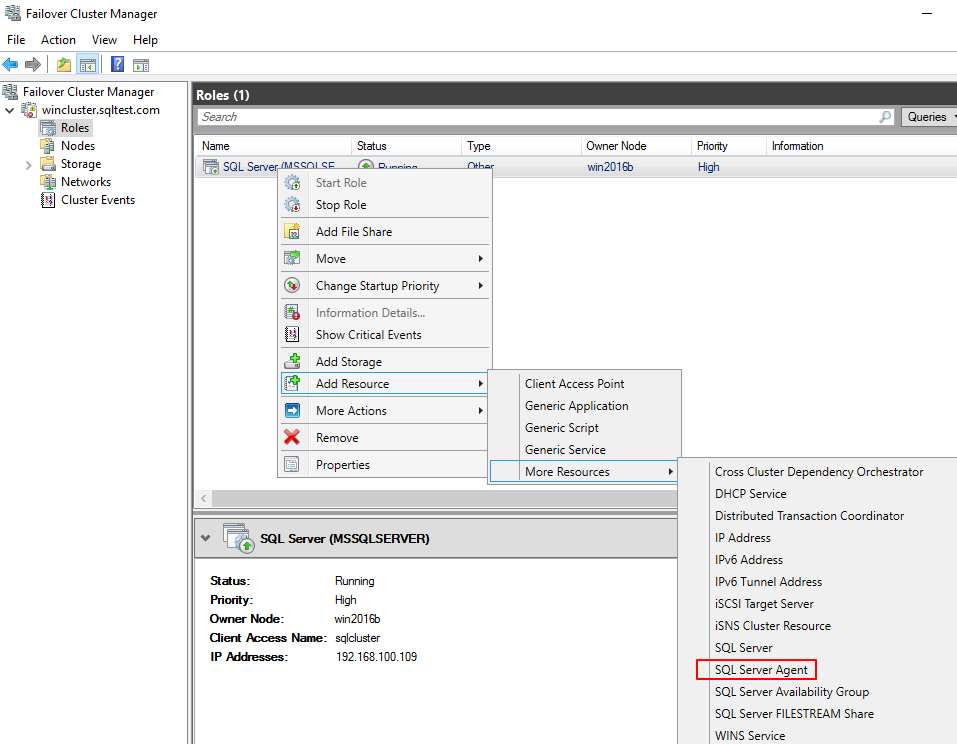 Failover Cluster Manager
File Action View Help
Failover Cluster Manager
wincluster.sqltest.com
Roles
Nodes
Storage
Networks
Cluster Events
Roles (1)
Search
Queries
Name Status Type Owner Node Priority Information
SQL Server (MSSQLSE Running Other win2016b High
Start Role
Stop Role
Add File Share
Move
Change Startup Priority
Information Details...
Show Critical Events
Add Storage
Add Resource
More Actions
Remove
Properties
Client Access Point
Generic Application
Generic Script
Generic Service
More Resources
Cross Cluster Dependency Orchestrator
DHCP Service
Distributed Transaction Coordinator
IP Address
IPv6 Address
IPv6 Tunnel Address
iSCSI Target Server
iSNS Cluster Resource
SQL Server
SQL Server Agent
SQL Server Availability Group
SQL Server FILESTREAM Share
WINS Service
SQL Server (MSSQLSERVER)
Status: Running
Priority: High
Owner Node: win2016b
Client Access Name: sqlcluster
IP Addresses: 192.168.100.109